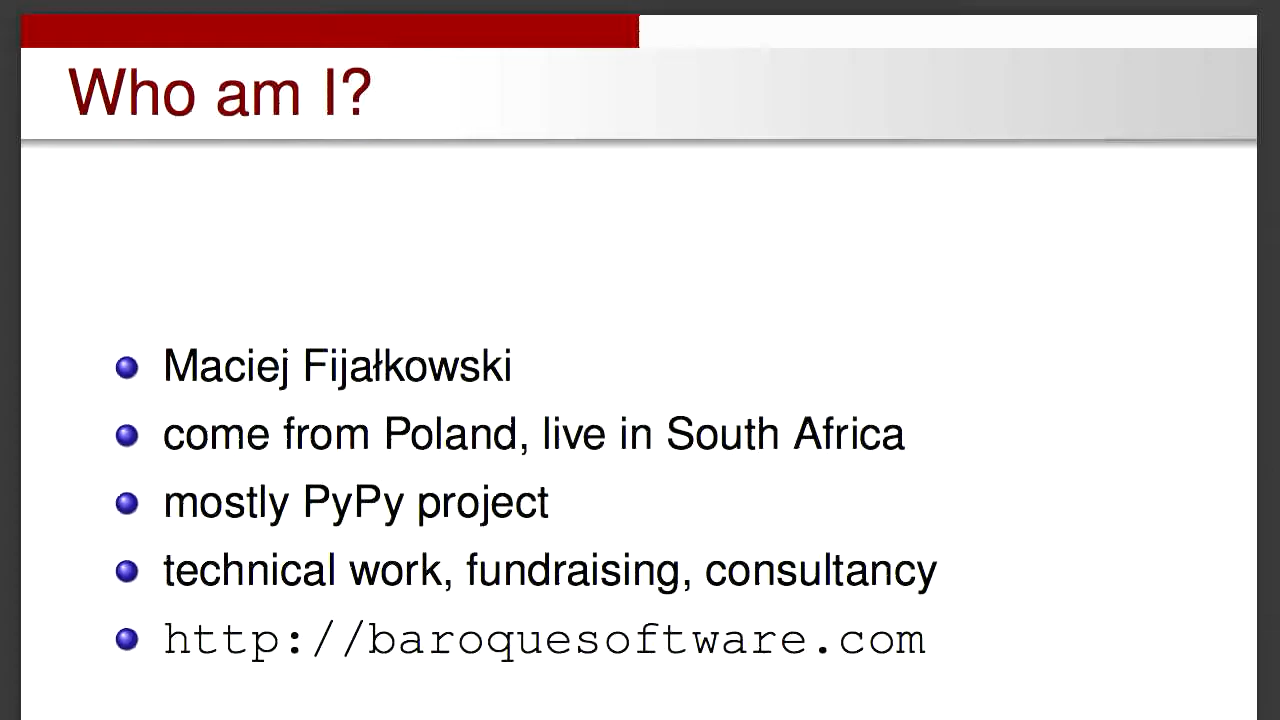 Who am I?
Maciej Fijałkowski
come from Poland, live in South Africa
mostly PyPy project
technical work, fundraising, consultancy
http://baroquesoftware.com